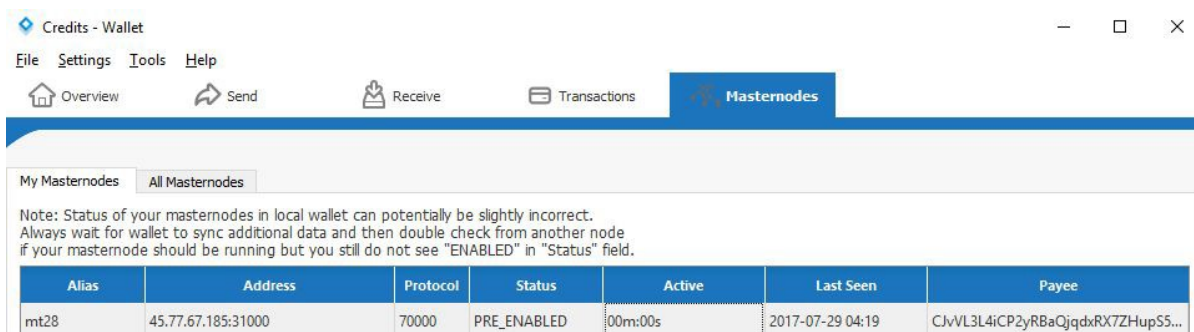 Credits - Wallet
File Settings Tools Help
Overview Send Receive Transactions Masternodes
My Masternodes All Masternodes
Note: Status of your masternodes in local wallet can potentially be slightly incorrect.
Always wait for wallet to sync additional data and then double check from another node
if your masternode should be running but you still do not see "ENABLED" in "Status" field.
Alias Address Protocol Status Active Last Seen Payee
mt28 45.77.67.185:31000 70000 PRE_ENABLED 00m:00s 2017-07-29 04:19 CJvVL3L4iCP2yRBaQjqdxRX7ZHupS5...